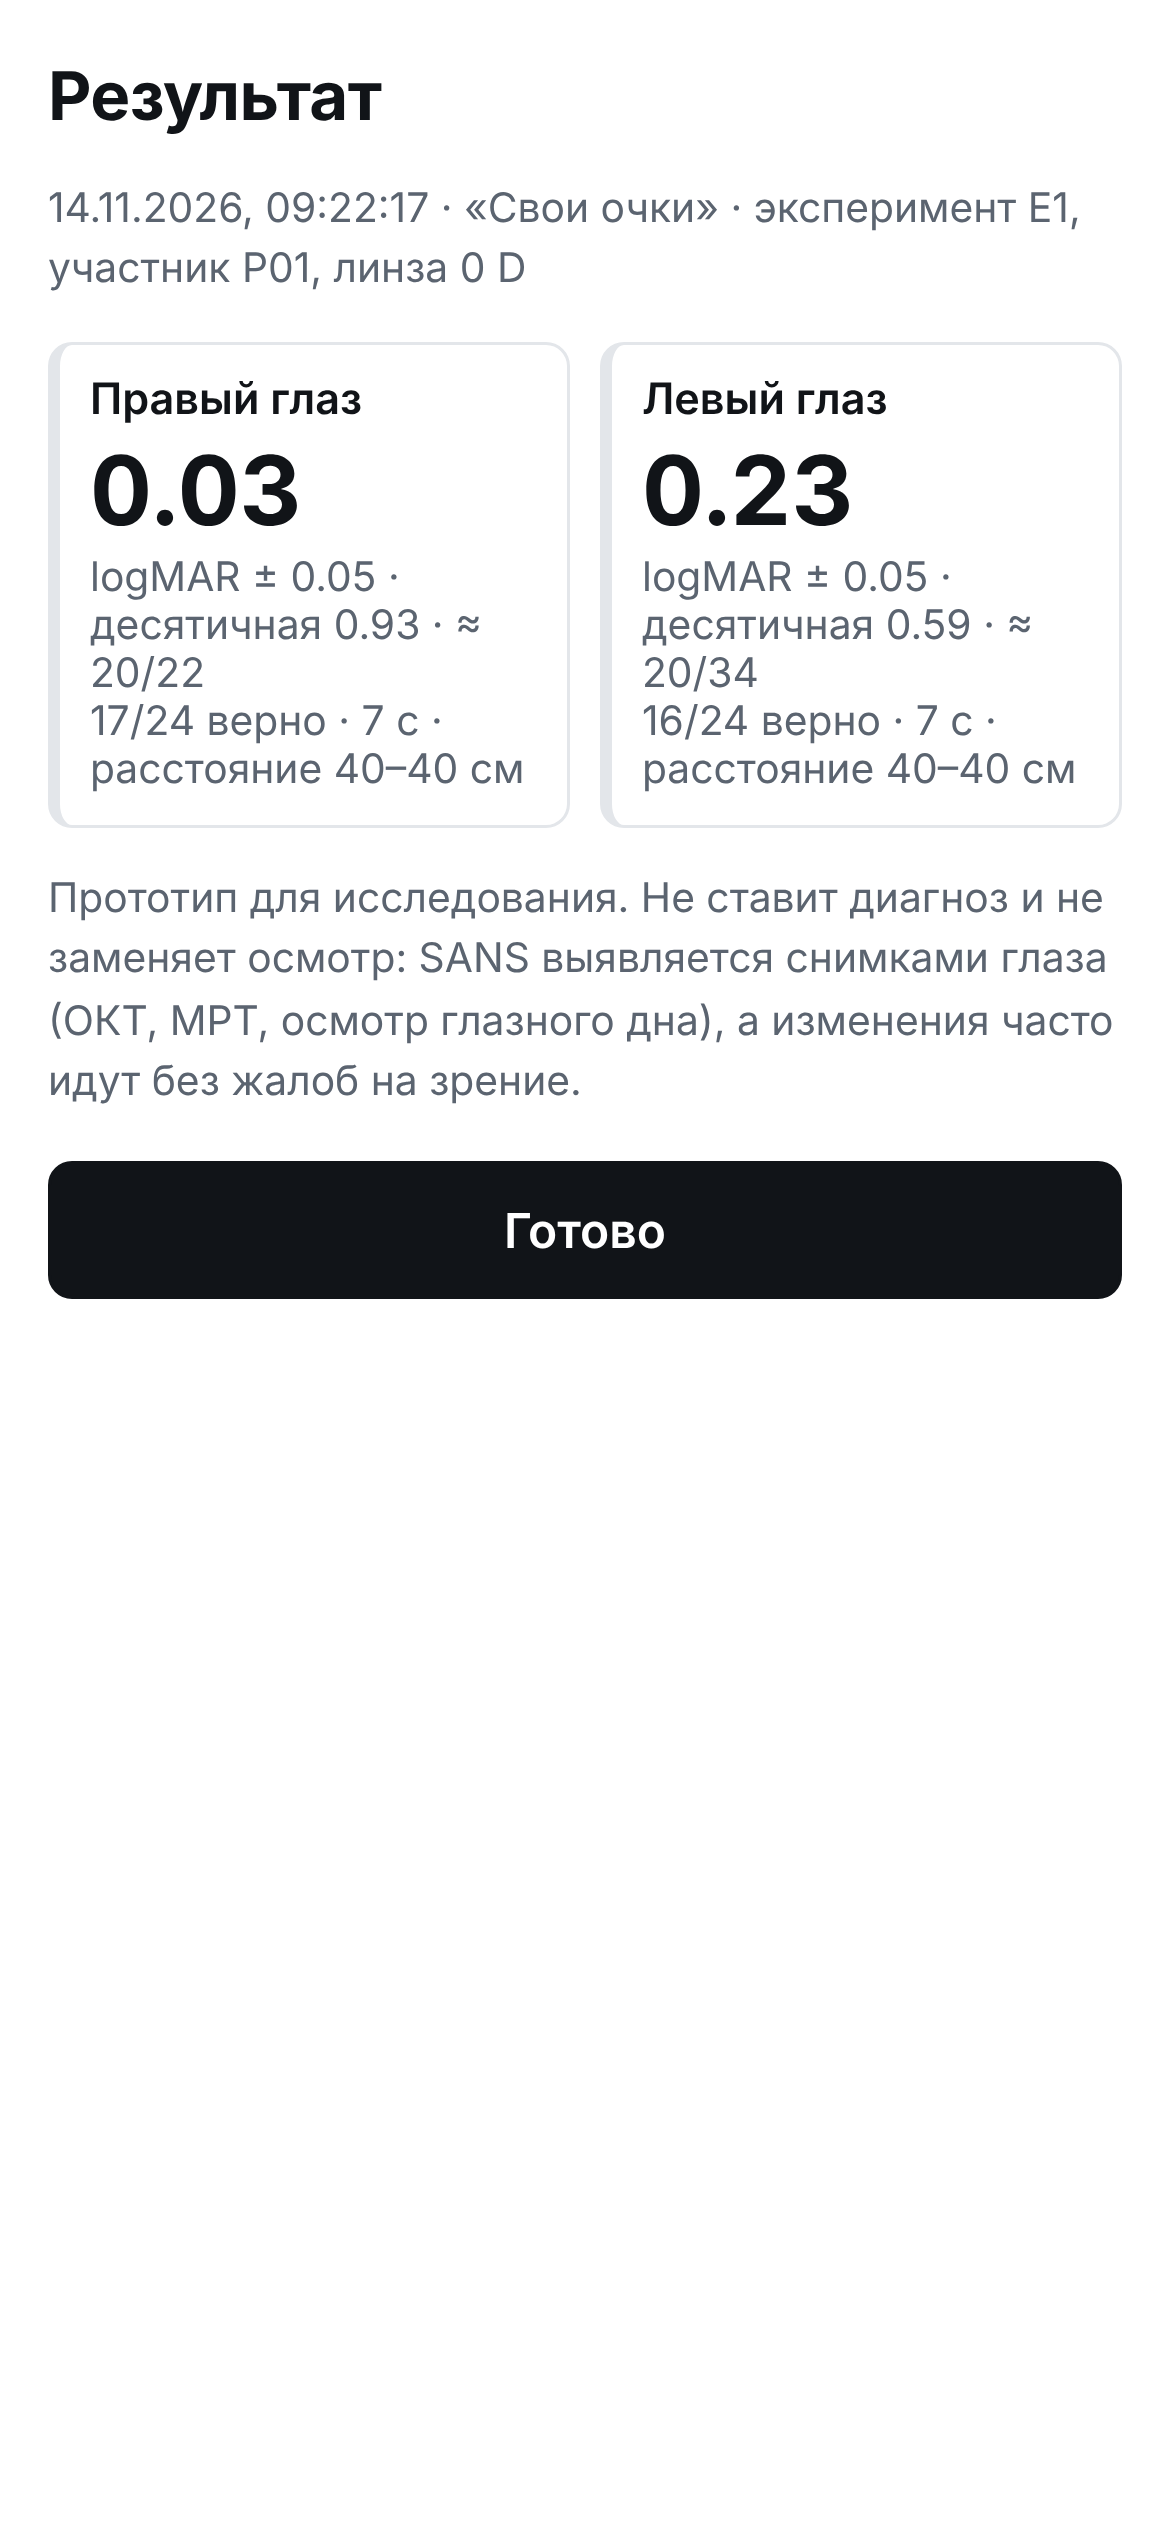 Результат
14.11.2026, 09:22:17 · «Свои очки» · эксперимент E1,
участник P01, линза 0 D
Правый глаз
0.03
logMAR ± 0.05 ·
десятичная 0.93 · ≈
20/22
17/24 верно · 7 с ·
расстояние 40–40 см
Левый глаз
0.23
logMAR ± 0.05 ·
десятичная 0.59 · ≈
20/34
16/24 верно · 7 с ·
расстояние 40–40 см
Прототип для исследования. Не ставит диагноз и не
заменяет осмотр: SANS выявляется снимками глаза
(ОКТ, МРТ, осмотр глазного дна), а изменения часто
идут без жалоб на зрение.
Готово